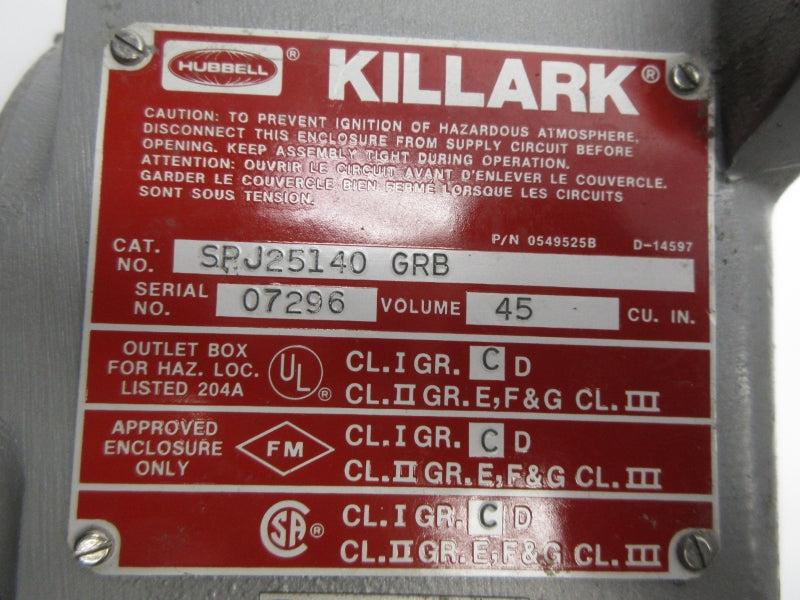 HUBBELL ® KILLARK®
CAUTION: TO PREVENT IGNITION OF HAZARDOUS ATMOSPHERE,
DISCONNECT THIS ENCLOSURE FROM SUPPLY CIRCUIT BEFORE
OPENING. KEEP ASSEMBLY TIGHT DURING OPERATION.
ATTENTION: OUVRIR LE CIRCUIT AVANT D'ENLEVER LE COUVERCLE.
GARDER LE COUVERCLE BIEN FERMÉ LORSQUE LES CIRCUITS
SONT SOUS TENSION.
P/N 0549525B D-14597
CAT. NO. SPJ25140 GRB
SERIAL NO. 07296 VOLUME 45 CU. IN.
OUTLET BOX
FOR HAZ. LOC.
LISTED 204A
UL ®
CL.I GR. C D
CL.II GR.E,F&G CL.III
APPROVED
ENCLOSURE
ONLY
FM
CL.I GR. C D
CL.II GR.E,F&G CL.III
SA ®
CL.I GR. C D
CL.II GR.E,F&G CL.III